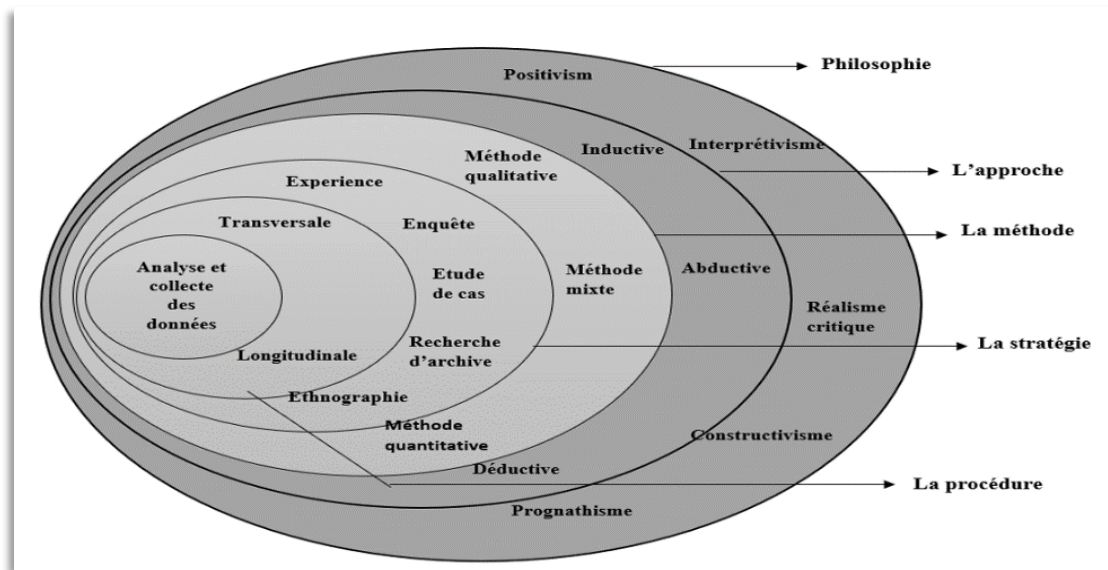 Positivism
Philosophie
Inductive
Interprétivisme
Méthode
qualitative
L’approche
Experience
Transversale
Enquête
La méthode
Analyse et
collecte
des
données
Etude
de cas
Méthode
mixte
Abductive
Réalisme
critique
Longitudinale
Recherche
d’archive
La stratégie
Ethnographie
Méthode
quantitative
Constructivisme
Déductive
La procédure
Prognathisme